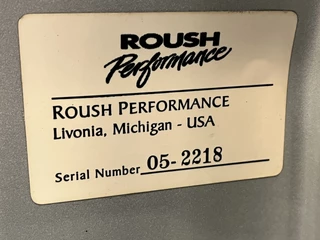 ROUSH
Performance
ROUSH PERFORMANCE
Livonia, Michigan - USA
Serial Number 05-2218